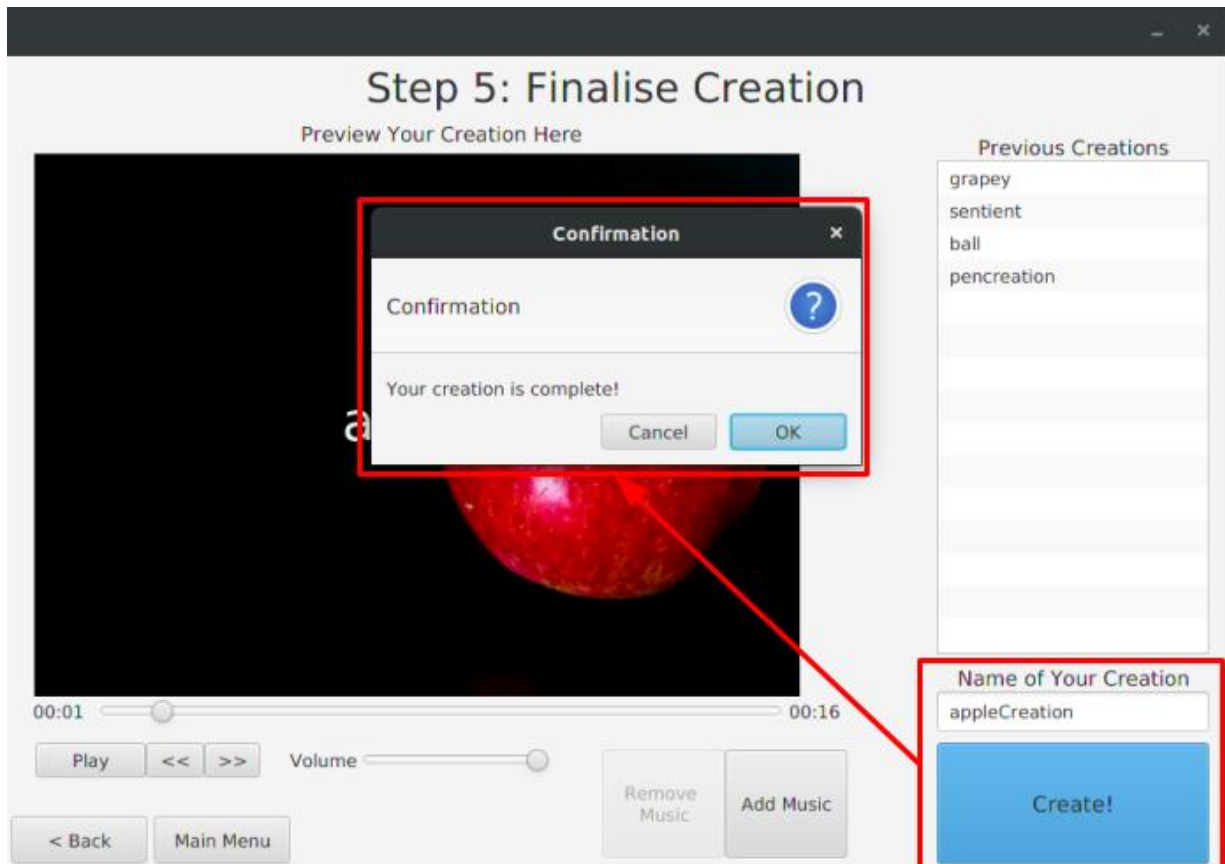 Step 5: Finalise Creation
Preview Your Creation Here
Previous Creations
grapey
sentient
ball
pencreation
Confirmation
Confirmation
?
Your creation is complete!
Cancel
OK
a
00:01
00:16
Name of Your Creation
appleCreation
Play
<<
>>
Volume
Remove
Music
Add Music
Create!
< Back
Main Menu